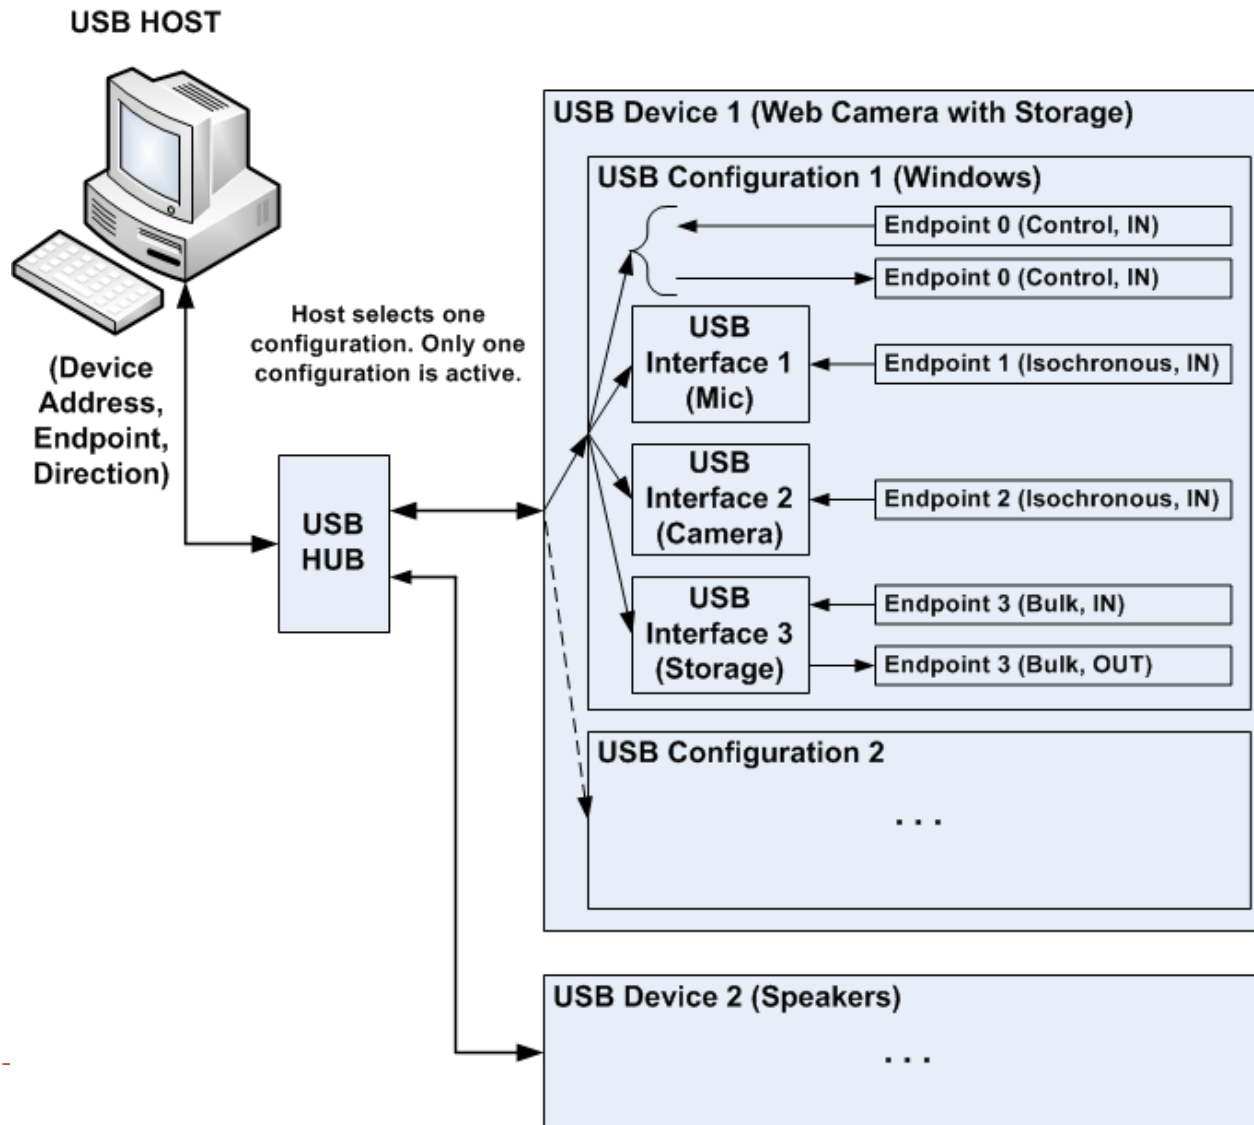 USB HOST
(Device
Address,
Endpoint,
Direction)
Host selects one
configuration. Only one
configuration is active.
USB
HUB
USB Device 1 (Web Camera with Storage)
USB Configuration 1 (Windows)
Endpoint 0 (Control, IN)
Endpoint 0 (Control, IN)
USB
Interface 1
(Mic)
Endpoint 1 (Isochronous, IN)
USB
Interface 2
(Camera)
Endpoint 2 (Isochronous, IN)
USB
Interface 3
(Storage)
Endpoint 3 (Bulk, IN)
Endpoint 3 (Bulk, OUT)
USB Configuration 2
. . .
USB Device 2 (Speakers)
. . .